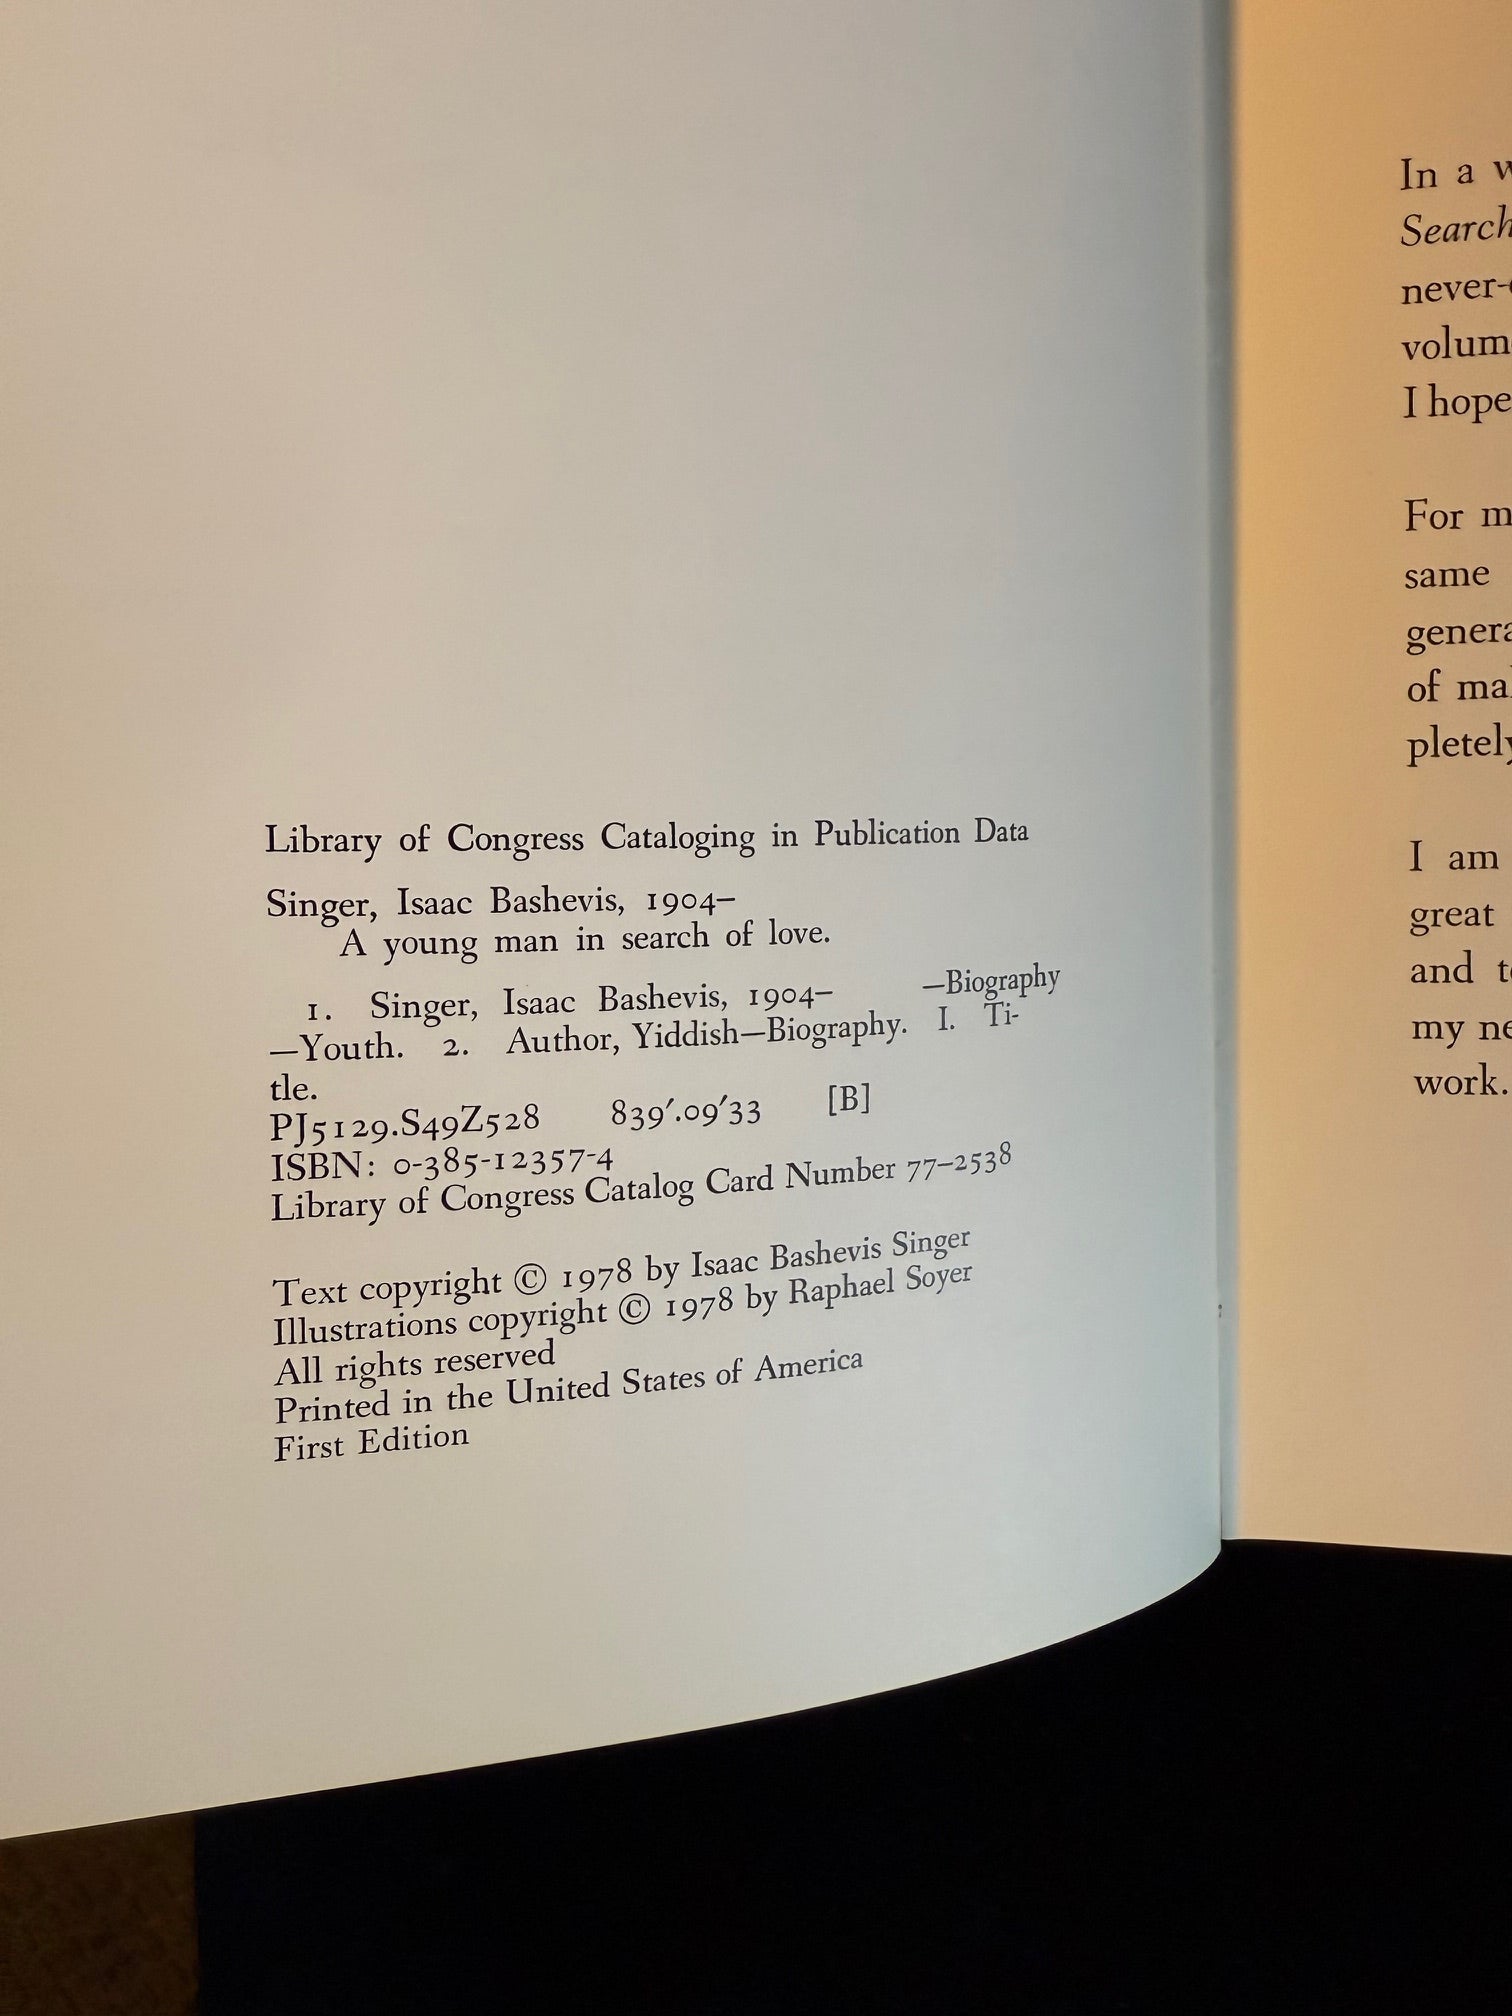 Library of Congress Cataloging in Publication Data
Singer, Isaac Bashevis, 1904–
A young man in search of love.
1. Singer, Isaac Bashevis, 1904– —Biography
—Youth. 2. Author, Yiddish—Biography. I. Ti-
tle.
PJ5129.S49Z528 839'.09'33 [B]
ISBN: 0-385-12357-4
Library of Congress Catalog Card Number 77–2538
Text copyright © 1978 by Isaac Bashevis Singer
Illustrations copyright © 1978 by Raphael Soyer
All rights reserved
Printed in the United States of America
First Edition
In a
Search
never-
volum
I hope
For
same
genera
of
pletely
I am
great
and
my
work.